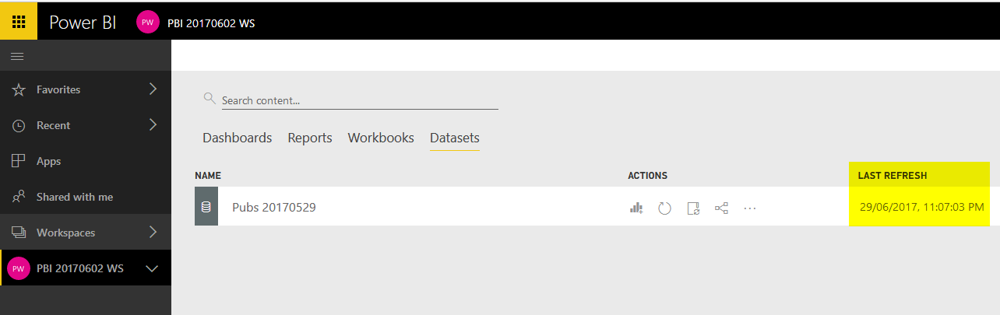 Power BI PW PBI 20170602 WS
Favorites
Recent
Apps
Shared with me
Workspaces
PW PBI 20170602 WS
Search content...
Dashboards Reports Workbooks Datasets
NAME ACTIONS LAST REFRESH
Pubs 20170529 ... 29/06/2017, 11:07:03 PM